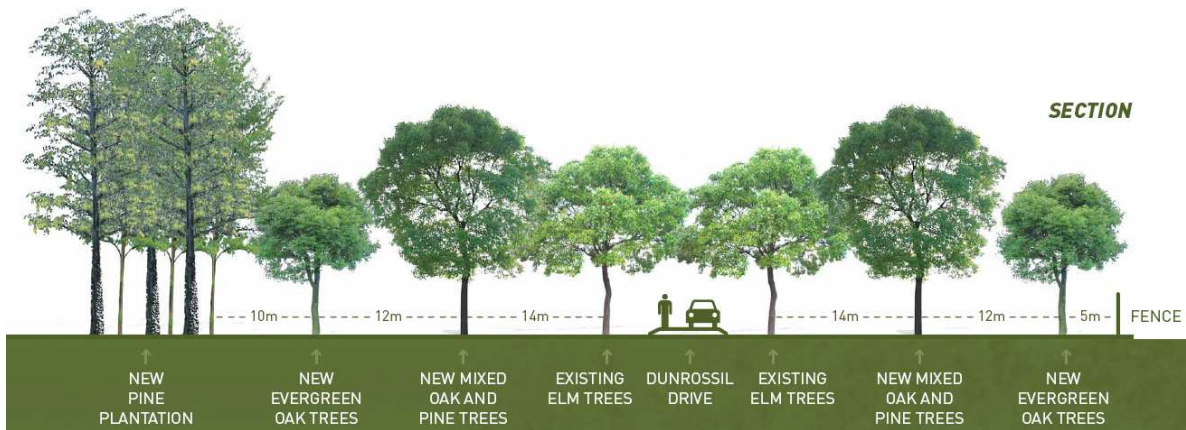 SECTION
10m
12m
14m
14m
12m
5m
FENCE
NEW
PINE
PLANTATION
NEW
EVERGREEN
OAK TREES
NEW MIXED
OAK AND
PINE TREES
EXISTING
ELM TREES
DUNROSSIL
DRIVE
EXISTING
ELM TREES
NEW MIXED
OAK AND
PINE TREES
NEW
EVERGREEN
OAK TREES